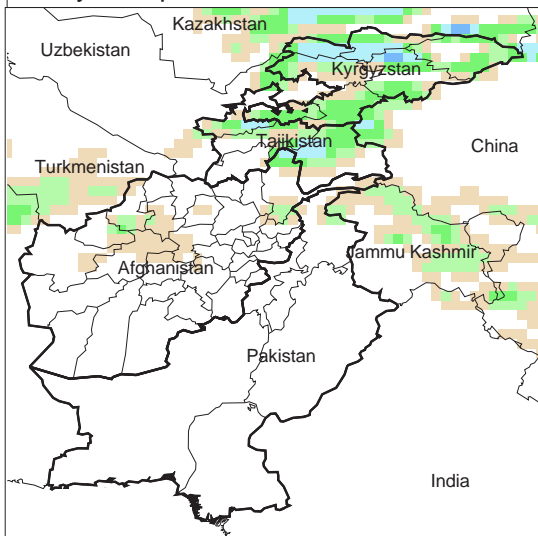 Kazakhstan
Uzbekistan
Kyrgyzstan
Tajikistan
China
Turkmenistan
Jammu Kashmir
Afghanistan
Pakistan
India